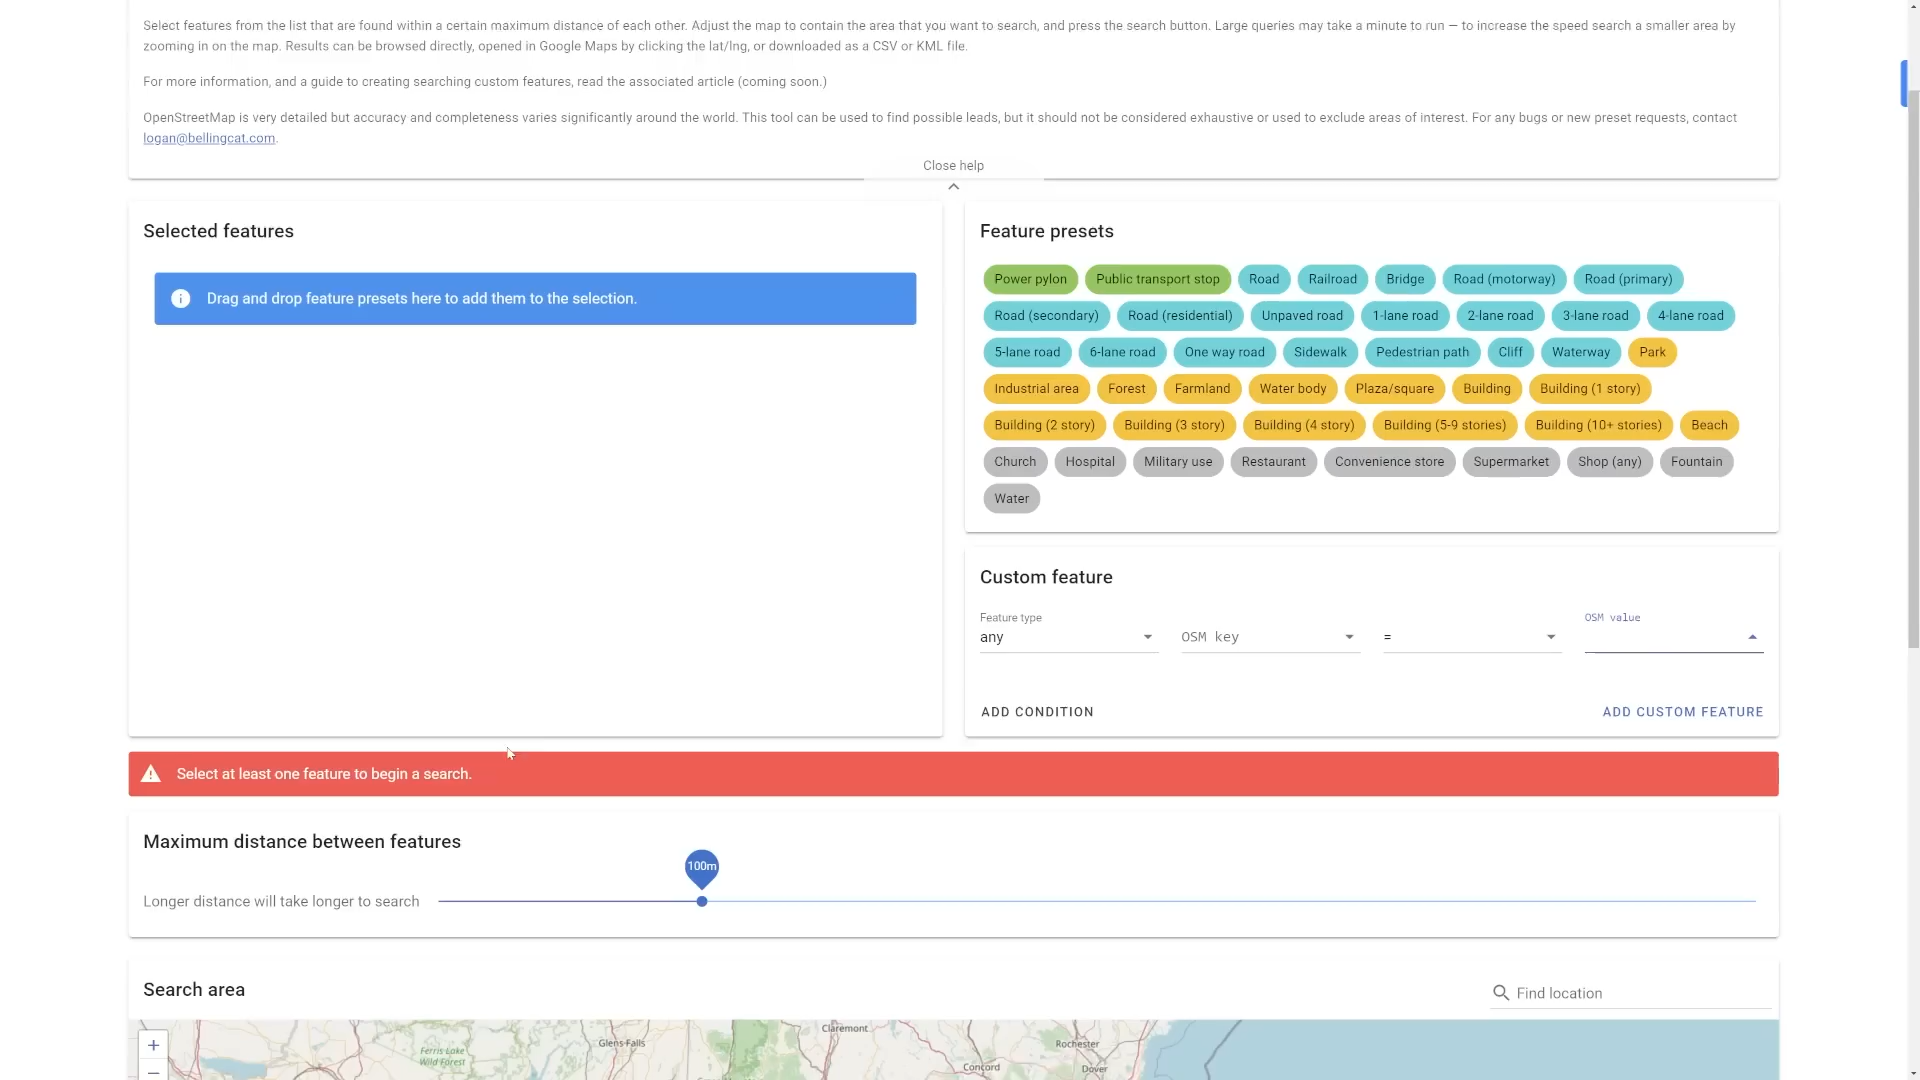 Select features from the list that are found within a certain maximum distance of each other. Adjust the map to contain the area that you want to search, and press the search button. Large queries may take a minute to run — to increase the speed search a smaller area by
zooming in on the map. Results can be browsed directly, opened in Google Maps by clicking the lat/lng, or downloaded as a CSV or KML file.
For more information, and a guide to creating searching custom features, read the associated article (coming soon.)
OpenStreetMap is very detailed but accuracy and completeness varies significantly around the world. This tool can be used to find possible leads, but it should not be considered exhaustive or used to exclude areas of interest. For any bugs or new preset requests, contact
logan@bellingcat.com.
Close help
Selected features
Drag and drop feature presets here to add them to the selection.
Feature presets
Power pylon Public transport stop Road Railroad Bridge Road (motorway) Road (primary)
Road (secondary) Road (residential) Unpaved road 1-lane road 2-lane road 3-lane road 4-lane road
5-lane road 6-lane road One way road Sidewalk Pedestrian path Cliff Waterway Park
Industrial area Forest Farmland Water body Plaza/square Building Building (1 story)
Building (2 story) Building (3 story) Building (4 story) Building (5-9 stories) Building (10+ stories) Beach
Church Hospital Military use Restaurant Convenience store Supermarket Shop (any) Fountain
Water
Custom feature
Feature type OSM value
any OSM key =
ADD CONDITION ADD CUSTOM FEATURE
Select at least one feature to begin a search.
Maximum distance between features
100m
Longer distance will take longer to search
Search area
Find location
Claremont
Glens Falls
Rochester
Ferris Lake
Wild Forest
Concord
Dover
+
−